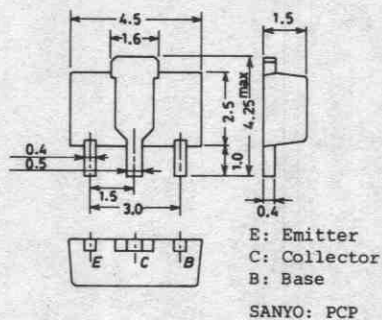 4.5
1.6
1.5
2.5
4.25max
1.0
0.4
0.5
1.5
3.0
0.4
E C B
E: Emitter
C: Collector
B: Base
SANYO: PCP